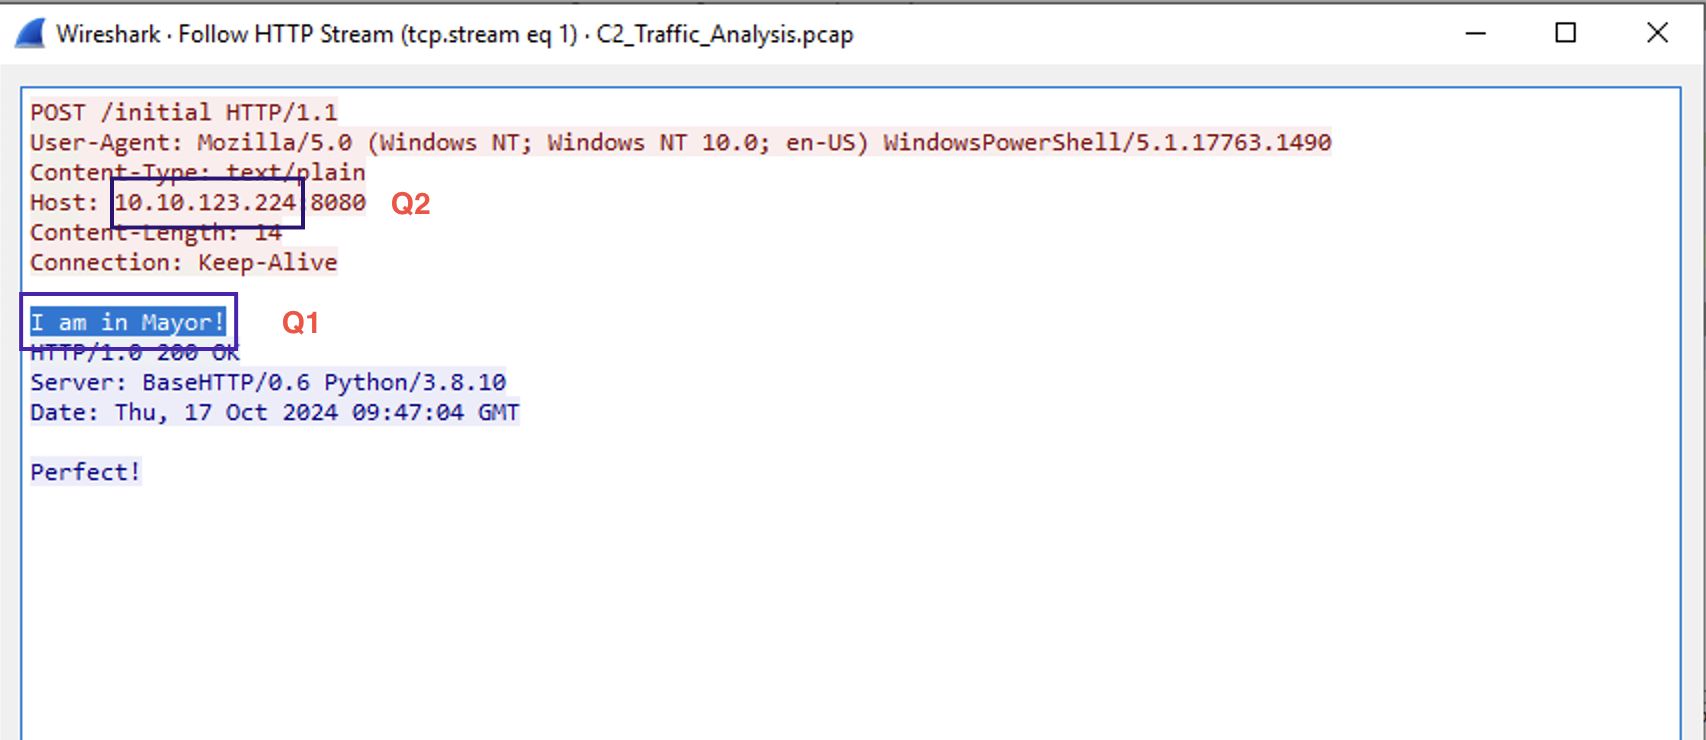 Wireshark · Follow HTTP Stream (tcp.stream eq 1) · C2_Traffic_Analysis.pcap
POST /initial HTTP/1.1
User-Agent: Mozilla/5.0 (Windows NT; Windows NT 10.0; en-US) WindowsPowerShell/5.1.17763.1490
Content-Type: text/plain
Host: 10.10.123.224:8080 Q2
Content-Length: 14
Connection: Keep-Alive
I am in Mayor! Q1
HTTP/1.0 200 OK
Server: BaseHTTP/0.6 Python/3.8.10
Date: Thu, 17 Oct 2024 09:47:04 GMT
Perfect!